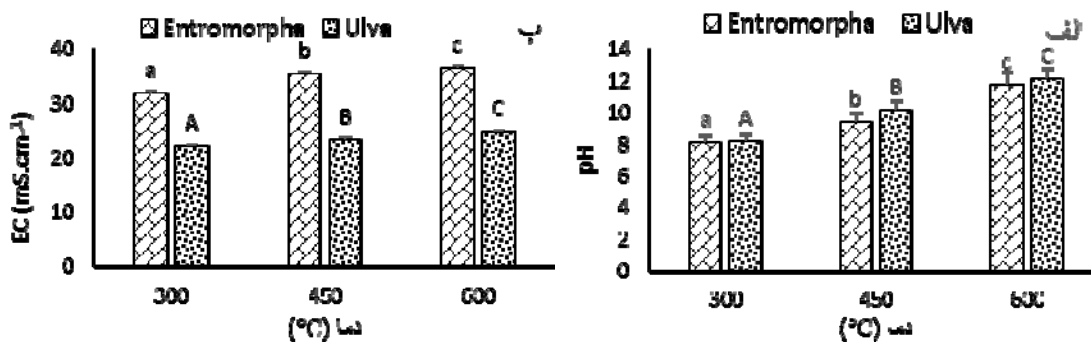 Entromorpha Ulva
ب
EC (mS.cm-1)
40
30
20
10
0
a
A
b
B
c
C
300 450 600
دما (°C)
Entromorpha Ulva
الف
pH
14
12
10
8
6
4
2
0
a
A
b
B
c
C
300 450 600
دما (°C)